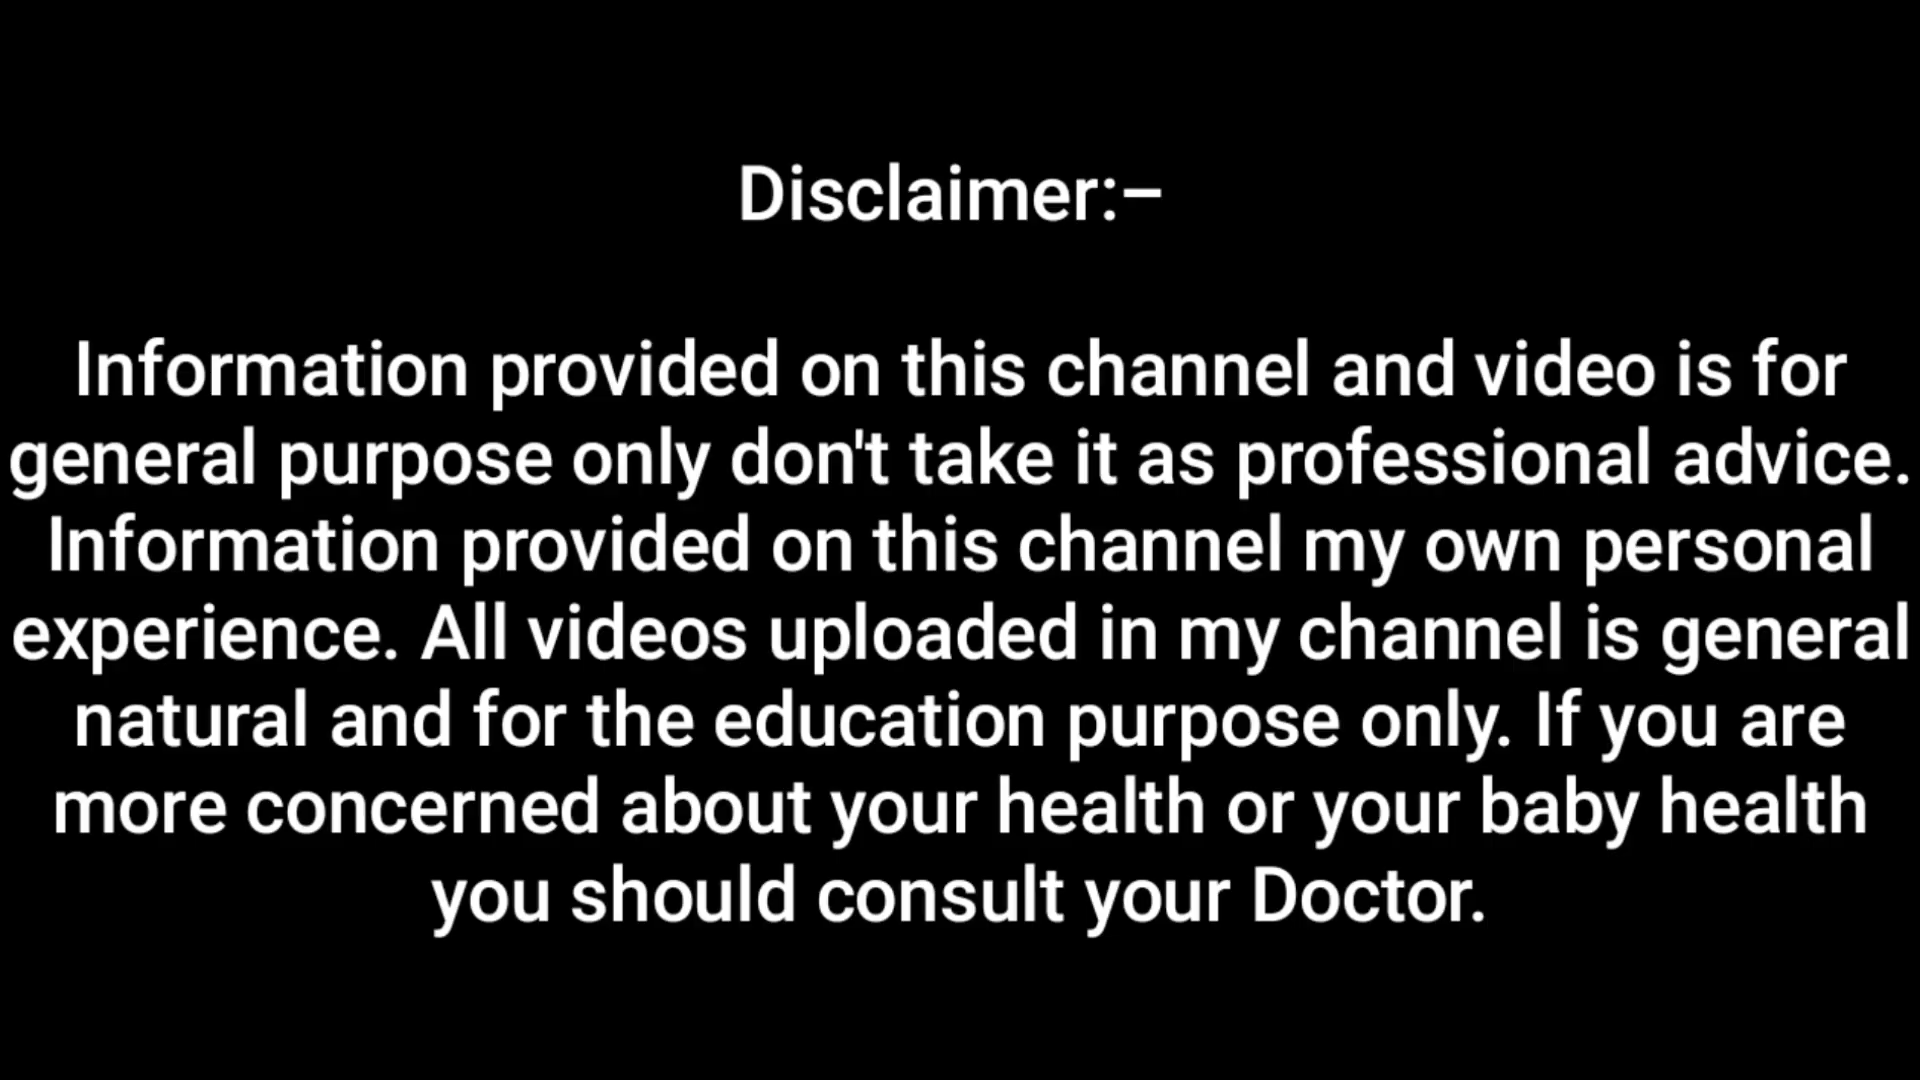 Disclaimer:–
Information provided on this channel and video is for
general purpose only don't take it as professional advice.
Information provided on this channel my own personal
experience. All videos uploaded in my channel is general
natural and for the education purpose only. If you are
more concerned about your health or your baby health
you should consult your Doctor.